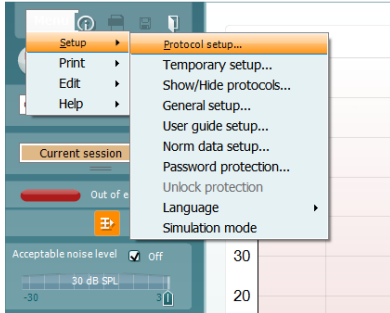 Setup
Print
Edit
Help
Protocol setup...
Temporary setup...
Show/Hide protocols...
General setup...
User guide setup...
Norm data setup...
Password protection...
Unlock protection
Language
Simulation mode
Current session
Out of e
Acceptable noise level
Off
30 dB SPL
-30
3
30
20